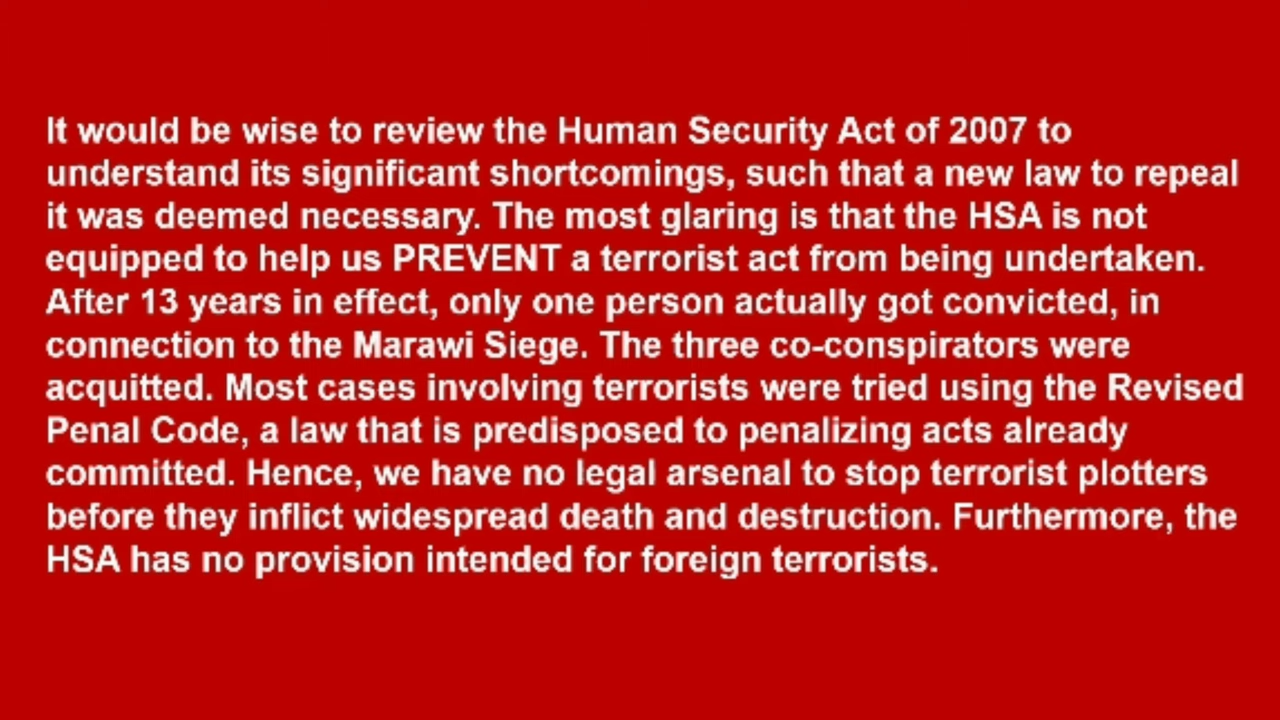 It would be wise to review the Human Security Act of 2007 to
understand its significant shortcomings, such that a new law to repeal
it was deemed necessary. The most glaring is that the HSA is not
equipped to help us PREVENT a terrorist act from being undertaken.
After 13 years in effect, only one person actually got convicted, in
connection to the Marawi Siege. The three co-conspirators were
acquitted. Most cases involving terrorists were tried using the Revised
Penal Code, a law that is predisposed to penalizing acts already
committed. Hence, we have no legal arsenal to stop terrorist plotters
before they inflict widespread death and destruction. Furthermore, the
HSA has no provision intended for foreign terrorists.